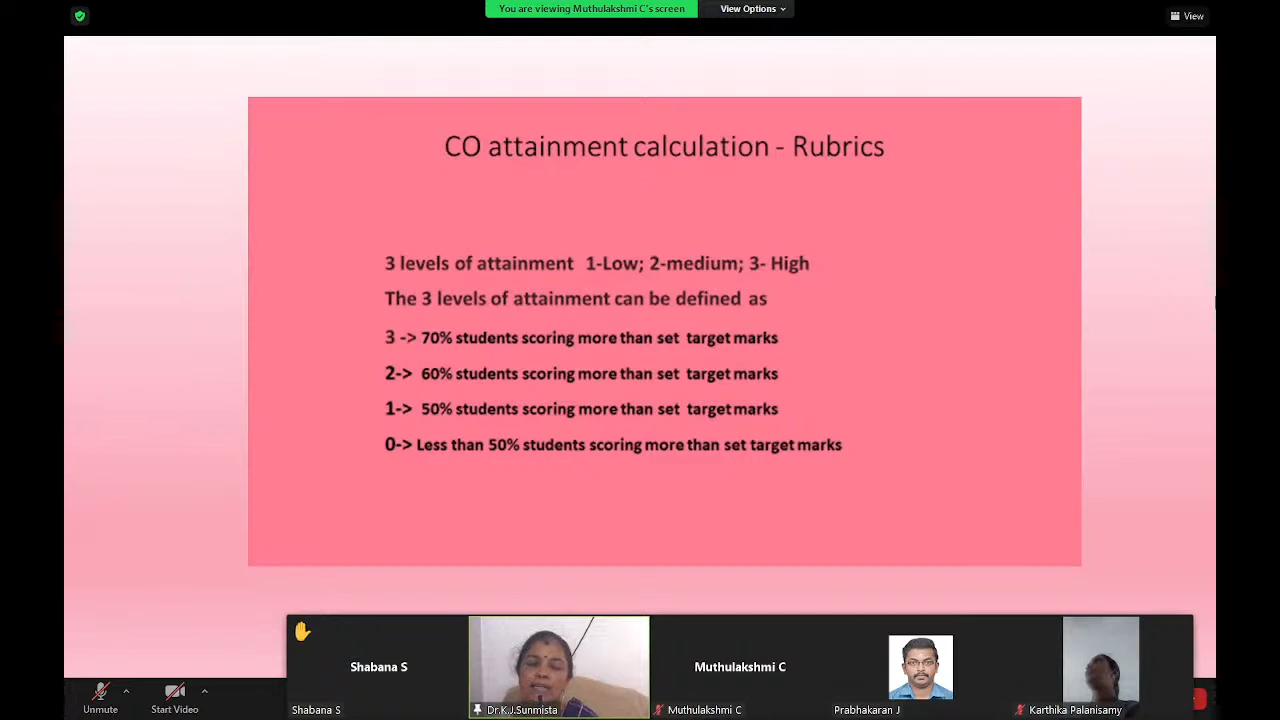 You are viewing Muthulakshmi C's screen
View Options
View
CO attainment calculation - Rubrics
3 levels of attainment 1-Low; 2-medium; 3- High
The 3 levels of attainment can be defined as
3 -> 70% students scoring more than set target marks
2-> 60% students scoring more than set target marks
1-> 50% students scoring more than set target marks
0-> Less than 50% students scoring more than set target marks
Shabana S
Muthulakshmi C
Unmute
Start Video
Shabana S
Dr.K.J.Sunmista
Muthulakshmi C
Prabhakaran J
Karthika Palanisamy